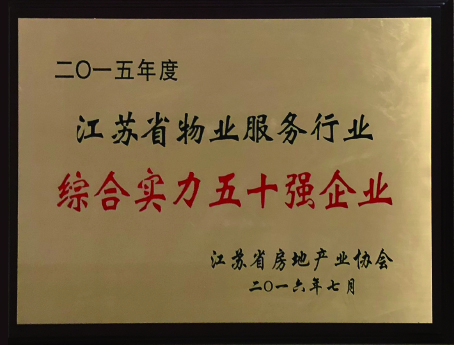 二〇一五年度
江苏省物业服务行业
综合实力五十强企业
江苏省房地产业协会
二〇一六年七月